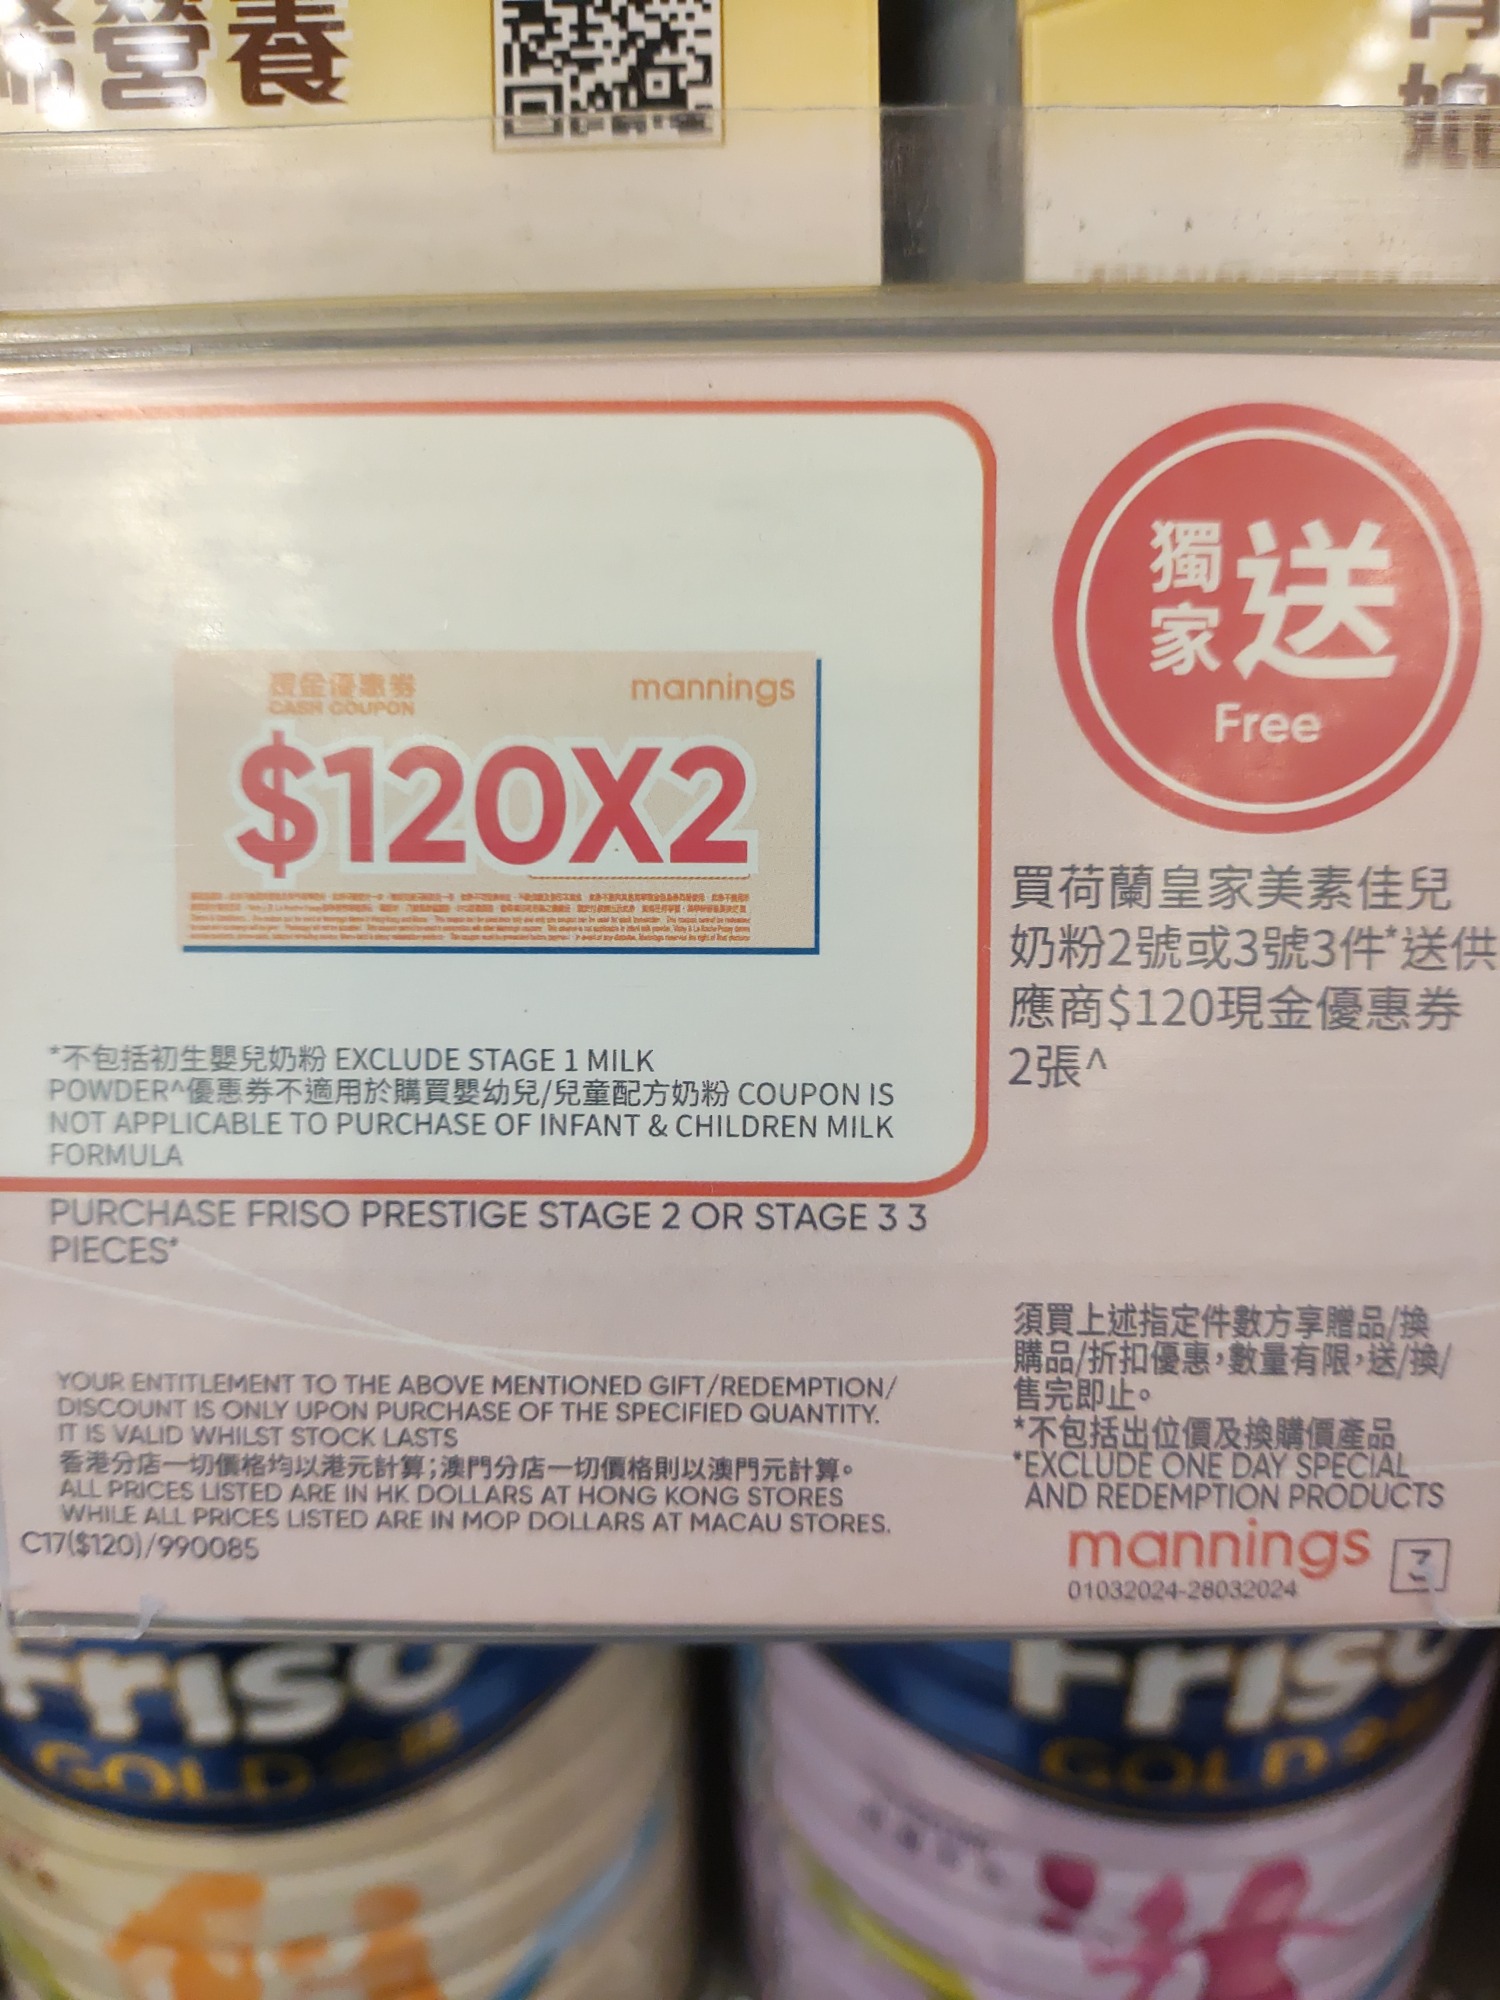 營養
獨家送
Free
現金優惠券
CASH COUPON
mannings
$120X2
買荷蘭皇家美素佳兒
奶粉2號或3號3件*送供
應商$120現金優惠券
2張^
*不包括初生嬰兒奶粉 EXCLUDE STAGE 1 MILK
POWDER^優惠券不適用於購買嬰幼兒/兒童配方奶粉 COUPON IS
NOT APPLICABLE TO PURCHASE OF INFANT & CHILDREN MILK
FORMULA
PURCHASE FRISO PRESTIGE STAGE 2 OR STAGE 3 3
PIECES*
YOUR ENTITLEMENT TO THE ABOVE MENTIONED GIFT/REDEMPTION/
DISCOUNT IS ONLY UPON PURCHASE OF THE SPECIFIED QUANTITY.
IT IS VALID WHILST STOCK LASTS
香港分店一切價格均以港元計算;澳門分店一切價格則以澳門元計算。
ALL PRICES LISTED ARE IN HK DOLLARS AT HONG KONG STORES
WHILE ALL PRICES LISTED ARE IN MOP DOLLARS AT MACAU STORES.
C17($120)/990085
須買上述指定件數方享贈品/換
購品/折扣優惠,數量有限,送/換/
售完即止。
*不包括出位價及換購價產品
*EXCLUDE ONE DAY SPECIAL
AND REDEMPTION PRODUCTS
mannings
01032024-28032024
Friso
GOLD
Friso
GOLD